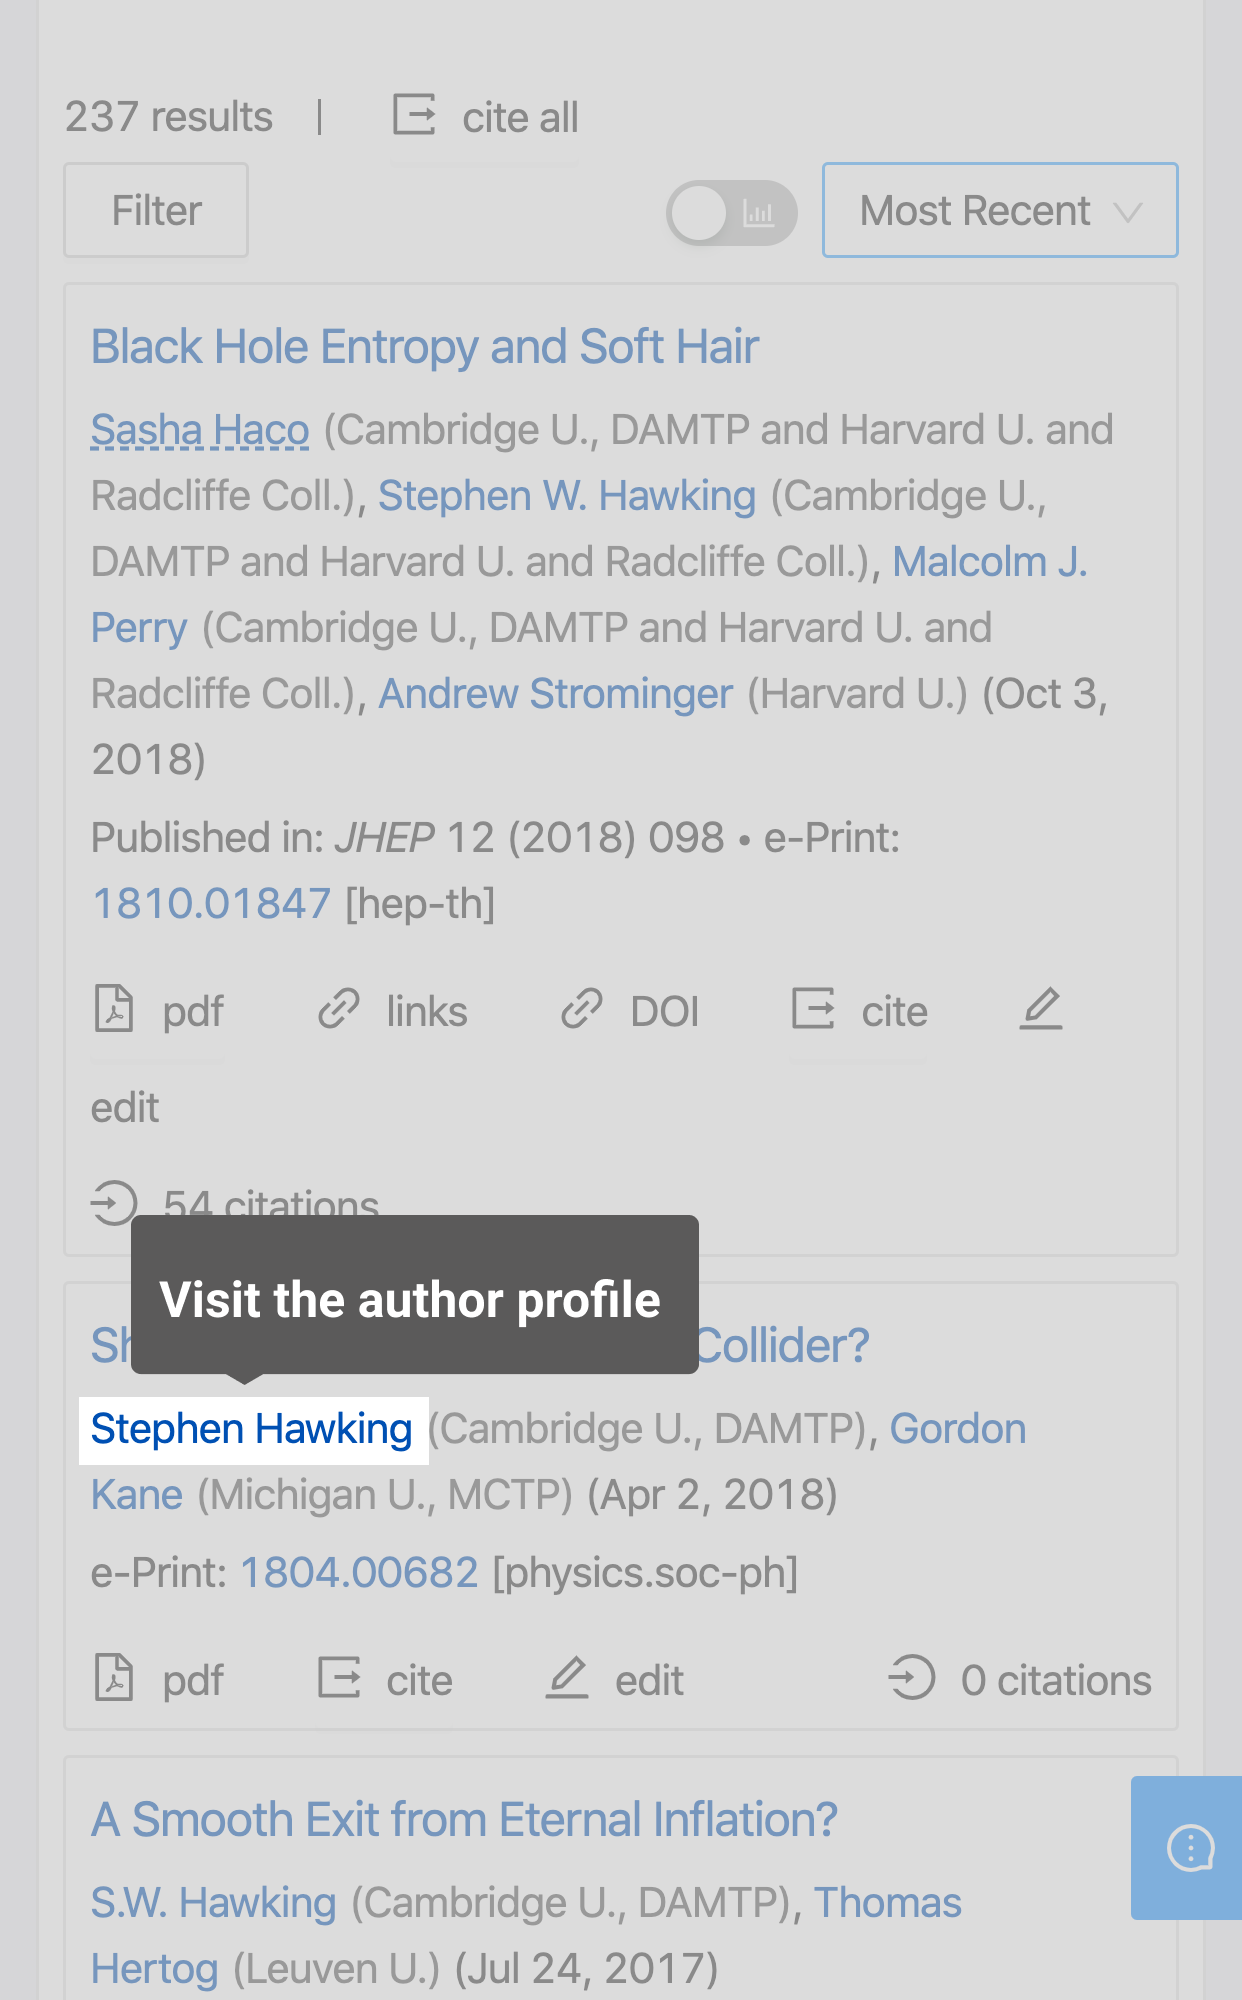 237 results | cite all
Filter Most Recent
Black Hole Entropy and Soft Hair
Sasha Haco (Cambridge U., DAMTP and Harvard U. and
Radcliffe Coll.), Stephen W. Hawking (Cambridge U.,
DAMTP and Harvard U. and Radcliffe Coll.), Malcolm J.
Perry (Cambridge U., DAMTP and Harvard U. and
Radcliffe Coll.), Andrew Strominger (Harvard U.) (Oct 3,
2018)
Published in: JHEP 12 (2018) 098 • e-Print:
1810.01847 [hep-th]
pdf links DOI cite
edit
54 citations
Visit the author profile
Collider?
Stephen Hawking (Cambridge U., DAMTP), Gordon
Kane (Michigan U., MCTP) (Apr 2, 2018)
e-Print: 1804.00682 [physics.soc-ph]
pdf cite edit 0 citations
A Smooth Exit from Eternal Inflation?
S.W. Hawking (Cambridge U., DAMTP), Thomas
Hertog (Leuven U.) (Jul 24, 2017)